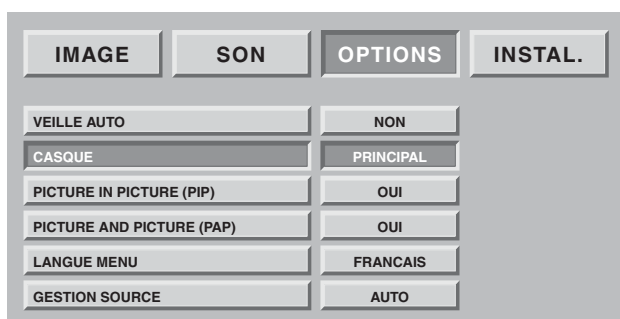 IMAGE SON OPTIONS INSTAL.
VEILLE AUTO NON
CASQUE PRINCIPAL
PICTURE IN PICTURE (PIP) OUI
PICTURE AND PICTURE (PAP) OUI
LANGUE MENU FRANCAIS
GESTION SOURCE AUTO